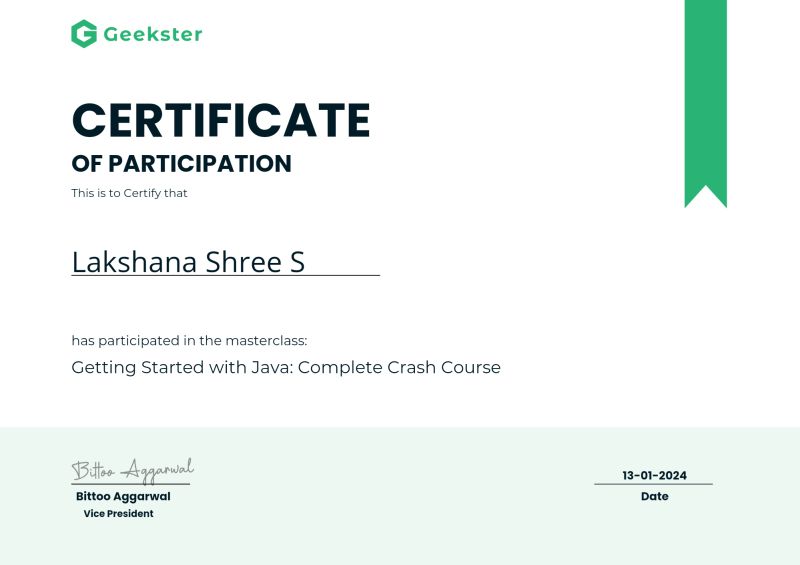 Geekster
CERTIFICATE
OF PARTICIPATION
This is to Certify that
Lakshana Shree S
has participated in the masterclass:
Getting Started with Java: Complete Crash Course
Bittoo Aggarwal
Bittoo Aggarwal
Vice President
13-01-2024
Date